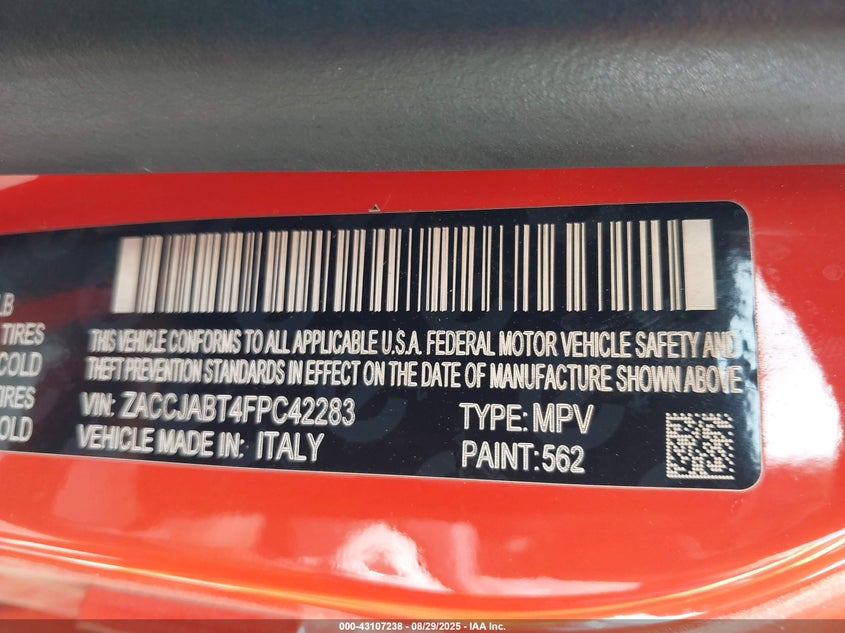 LB
TIRES
COLD
IRES
COLD
THIS VEHICLE CONFORMS TO ALL APPLICABLE U.S.A. FEDERAL MOTOR VEHICLE SAFETY AND
THEFT PREVENTION STANDARDS IN EFFECT ON THE DATE OF MANUFACTURE SHOWN ABOVE
VIN: ZACCJABT4FPC42283
TYPE: MPV
VEHICLE MADE IN: ITALY
PAINT: 562
000-43107238 - 08/29/2025 - IAA Inc.